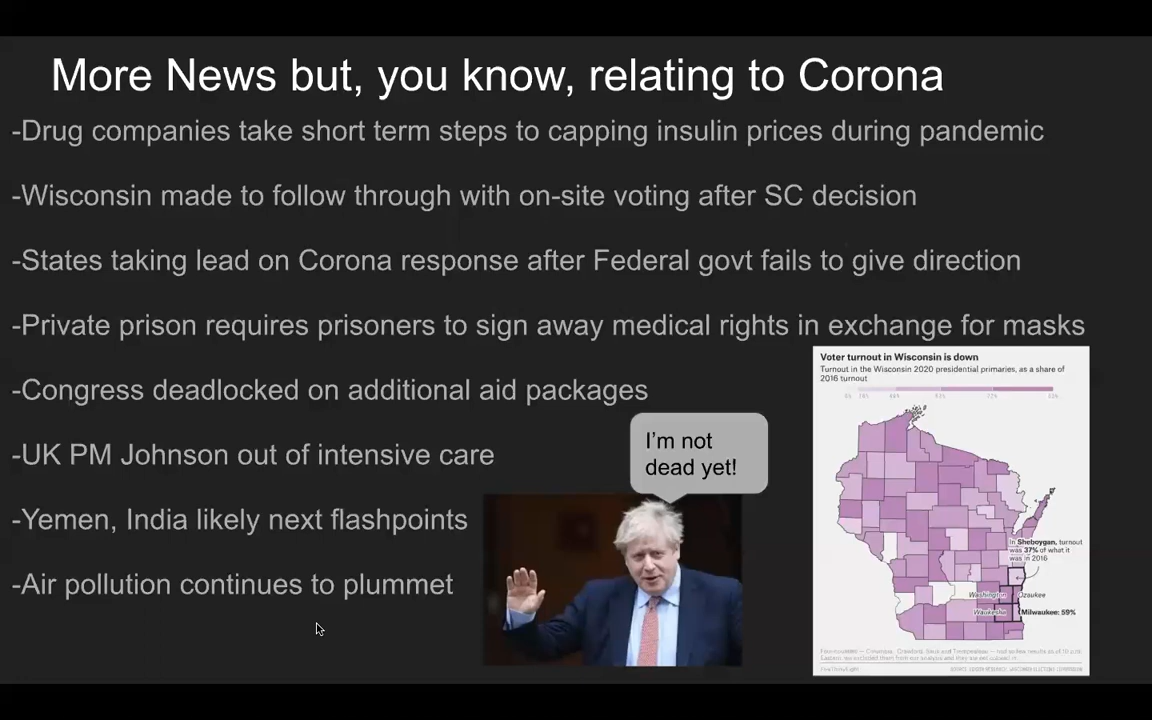 More News but, you know, relating to Corona
-Drug companies take short term steps to capping insulin prices during pandemic
-Wisconsin made to follow through with on-site voting after SC decision
-States taking lead on Corona response after Federal govt fails to give direction
-Private prison requires prisoners to sign away medical rights in exchange for masks
-Congress deadlocked on additional aid packages
-UK PM Johnson out of intensive care
-Yemen, India likely next flashpoints
-Air pollution continues to plummet
I'm not
dead yet!
Voter turnout in Wisconsin is down
Turnout in the Wisconsin 2020 presidential primaries, as a share of
2016 turnout
In Sheboygan, turnout
was 37% of what it
was in 2016
Washington Ozaukee
Waukesha Milwaukee: 59%